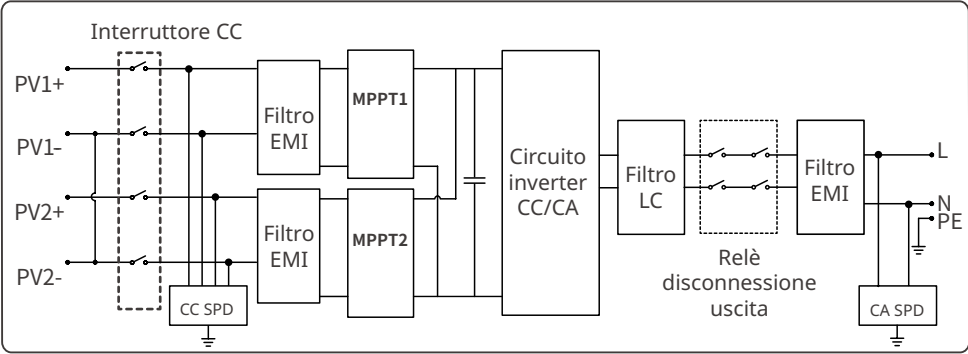 Interruttore CC
PV1+
PV1-
PV2+
PV2-
CC SPD
Filtro
EMI
Filtro
EMI
MPPT1
MPPT2
Circuito
inverter
CC/CA
Filtro
LC
Relè
disconnessione
uscita
Filtro
EMI
L
N
PE
CA SPD